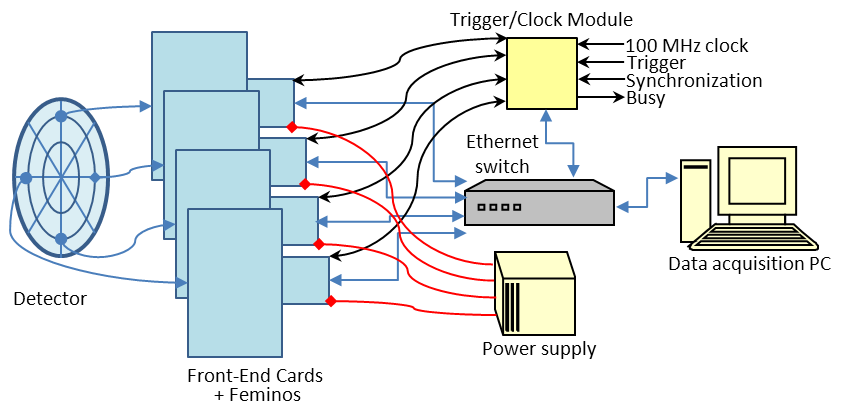 Trigger/Clock Module
100 MHz clock
Trigger
Synchronization
Busy
Ethernet
switch
Data acquisition PC
Detector
Power supply
Front-End Cards
+ Feminos